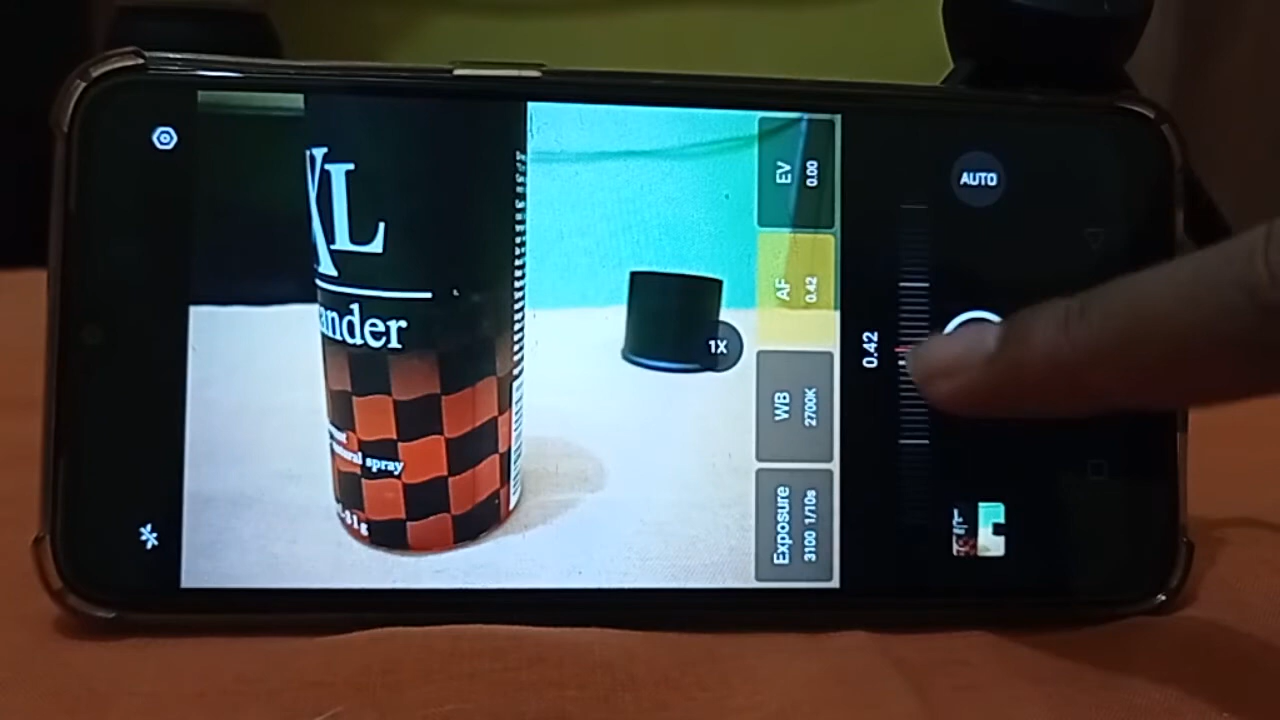 XL
ander
natural spray
1X
EV
0.00
AF
0.42
WB
2700K
Exposure
3100 1/10s
0.42
AUTO